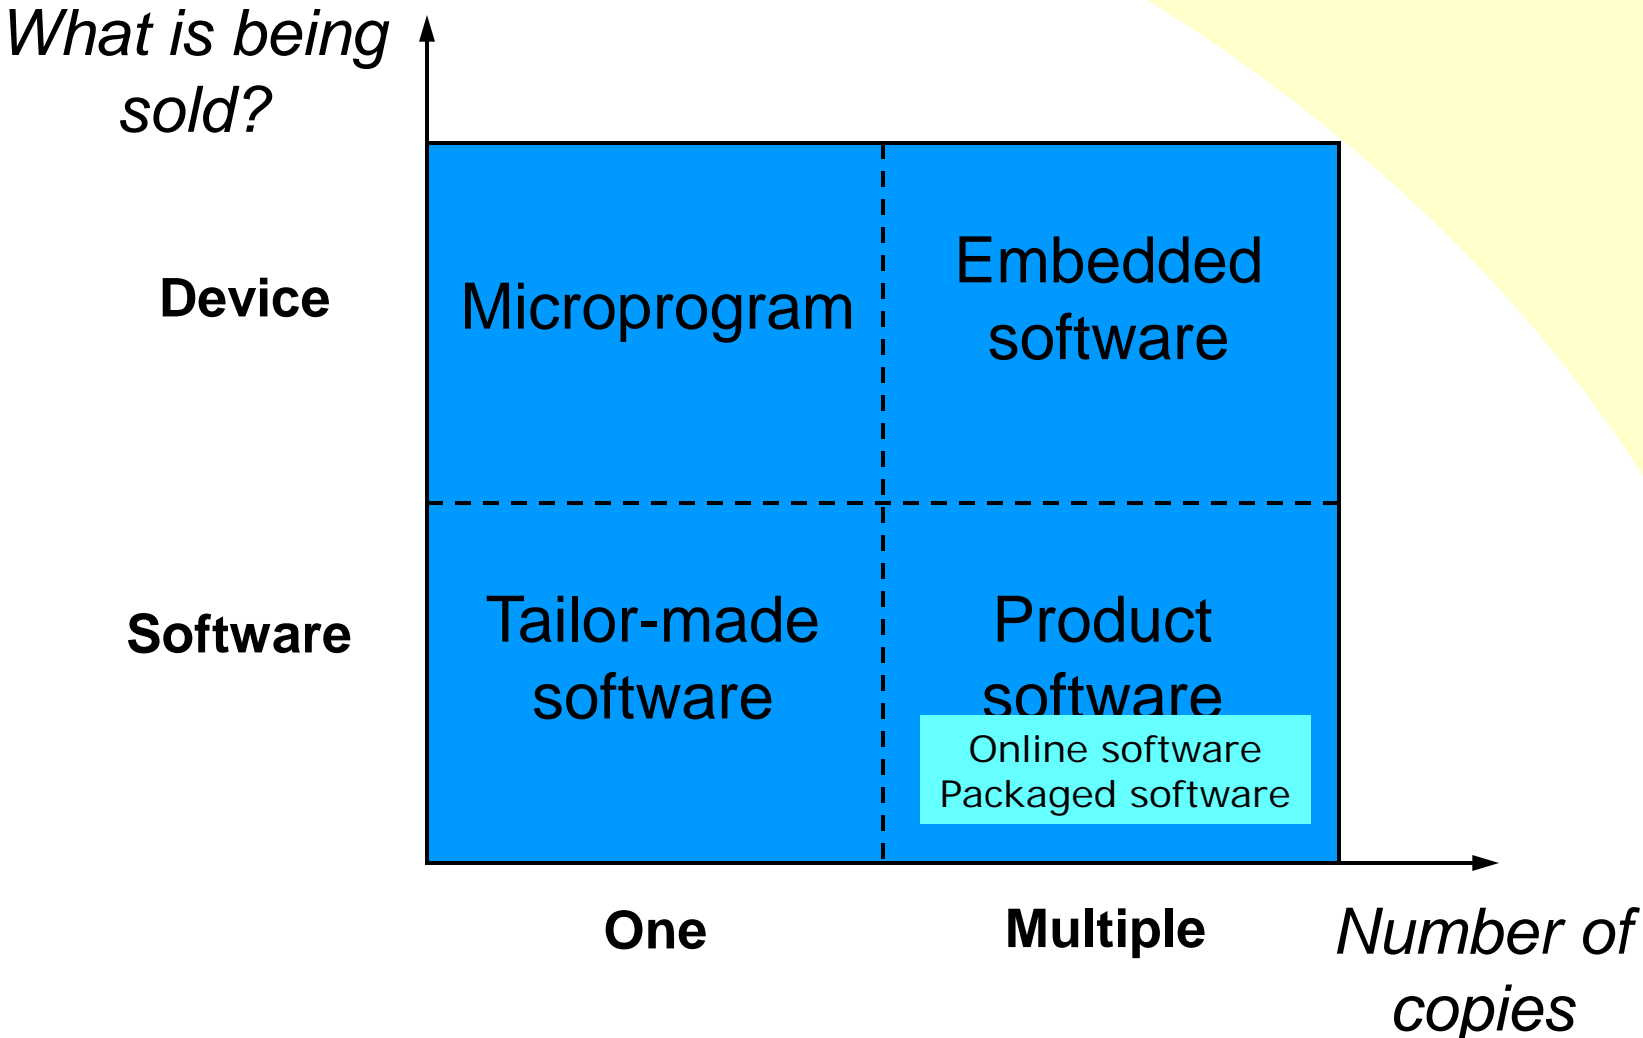 What is being
sold?
Device
Microprogram
Embedded
software
Software
Tailor-made
software
Product
software
Online software
Packaged software
One
Multiple
Number of
copies